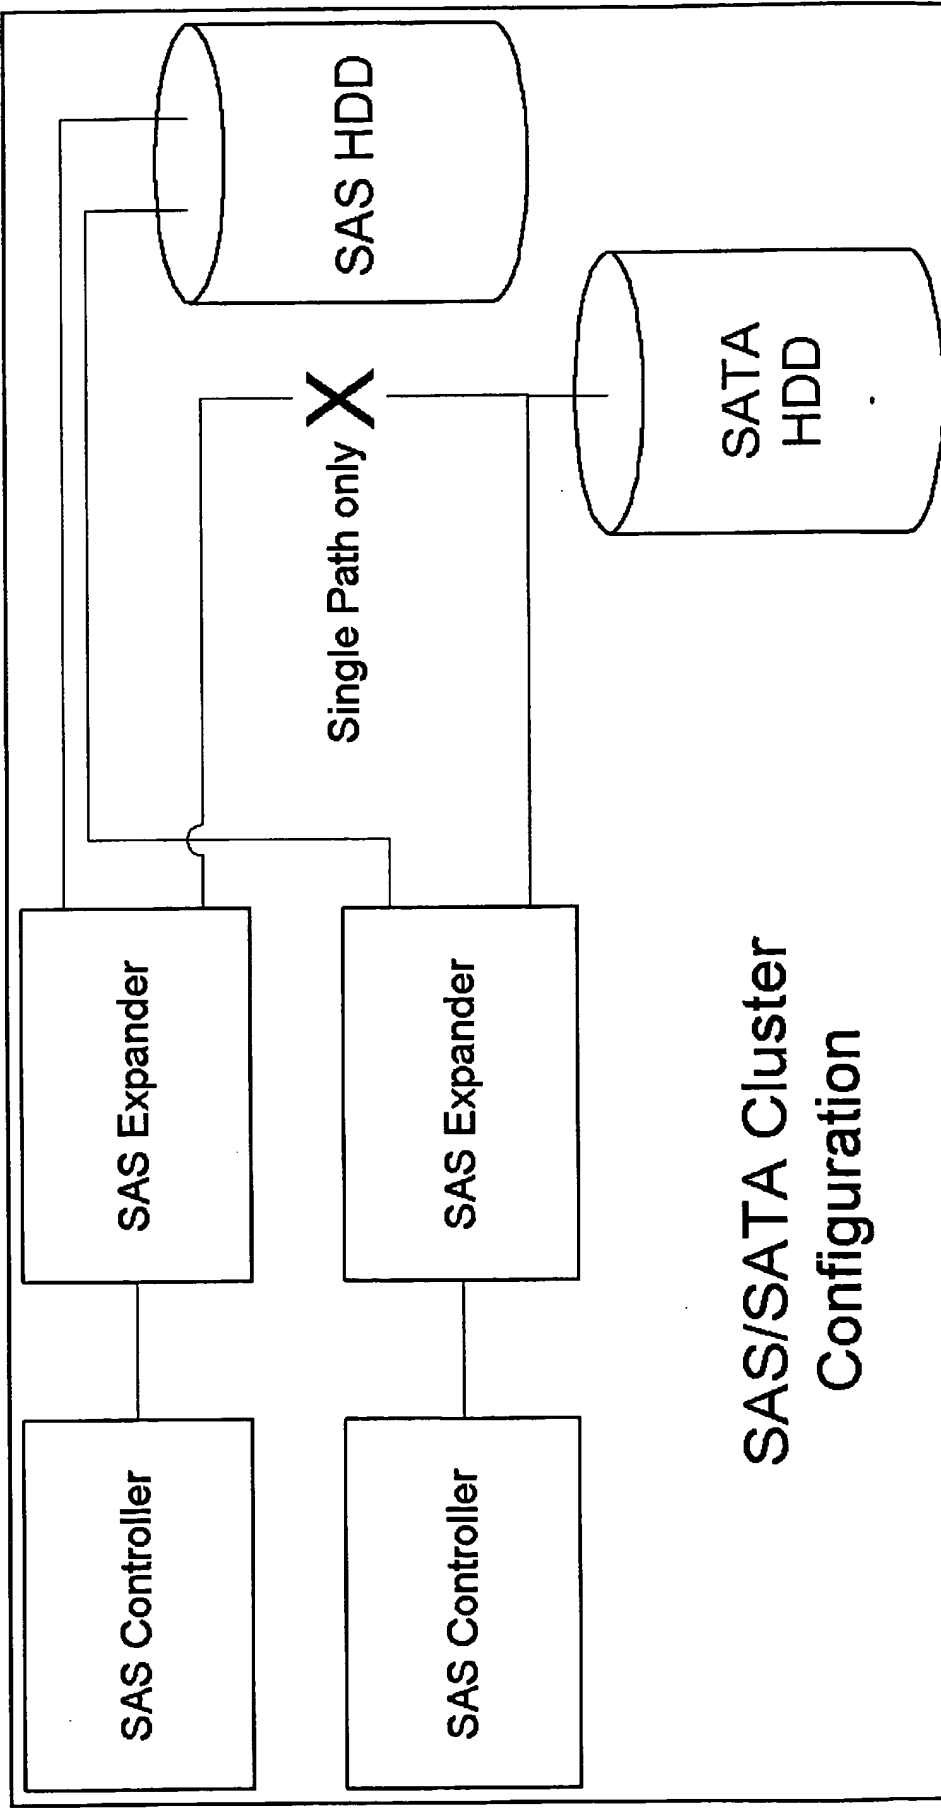 SAS Controller
SAS Expander
SAS HDD
Single Path only
X
SAS Controller
SAS Expander
SATA
HDD
SAS/SATA Cluster
Configuration